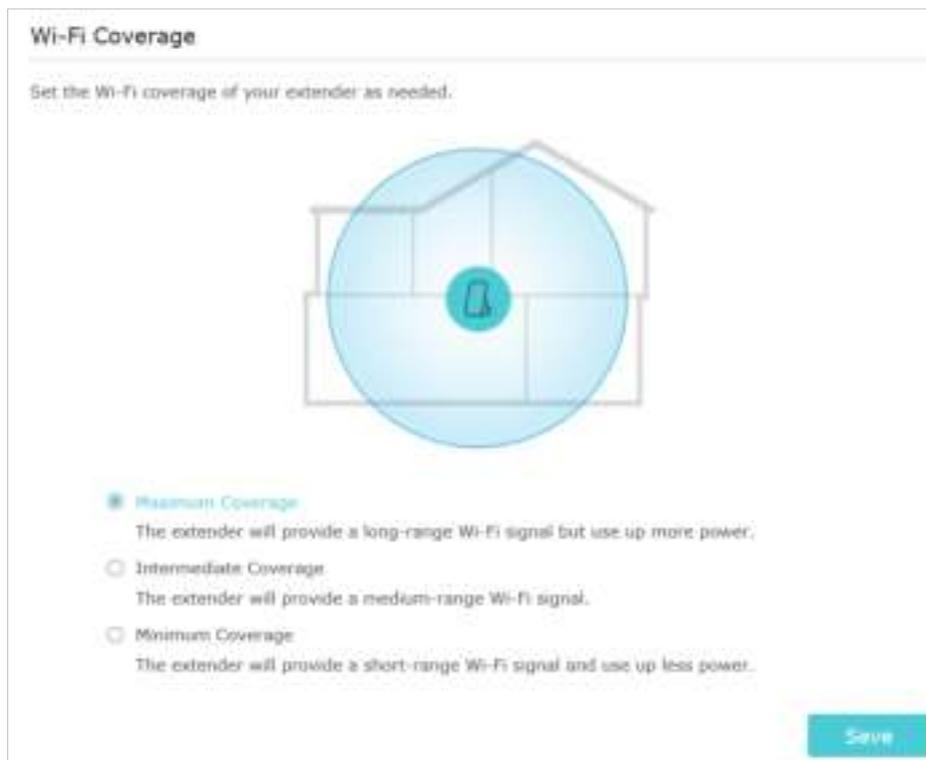 Wi-Fi Coverage
Set the Wi-Fi coverage of your extender as needed.
Maximum Coverage
The extender will provide a long-range Wi-Fi signal but use up more power.
Intermediate Coverage
The extender will provide a medium-range Wi-Fi signal.
Minimum Coverage
The extender will provide a short-range Wi-Fi signal and use up less power.
Save